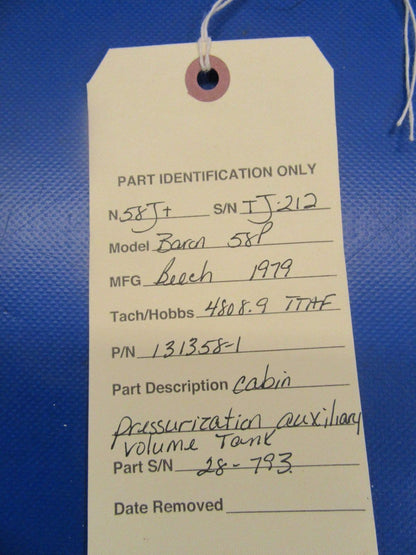 PART IDENTIFICATION ONLY
N 58J+ S/N TJ-212
Model Baron 58P
MFG Beech 1979
Tach/Hobbs 4808.9 TTAF
P/N 131358-1
Part Description Cabin
pressurization auxiliary
volume Tank
Part S/N 28-793
Date Removed